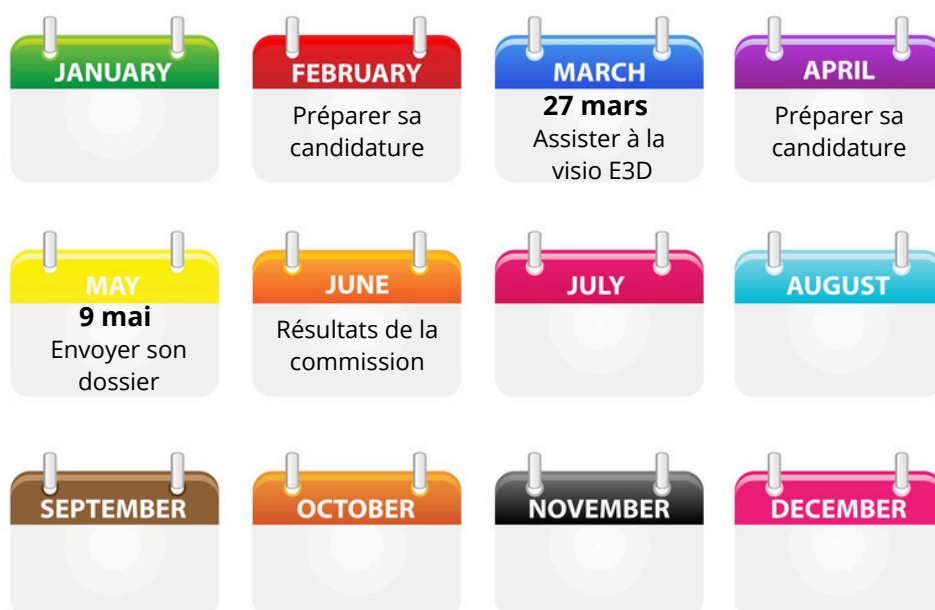 JANUARY
FEBRUARY
Préparer sa
candidature
MARCH
27 mars
Assister à la
visio E3D
APRIL
Préparer sa
candidature
MAY
9 mai
Envoyer son
dossier
JUNE
Résultats de la
commission
JULY
AUGUST
SEPTEMBER
OCTOBER
NOVEMBER
DECEMBER